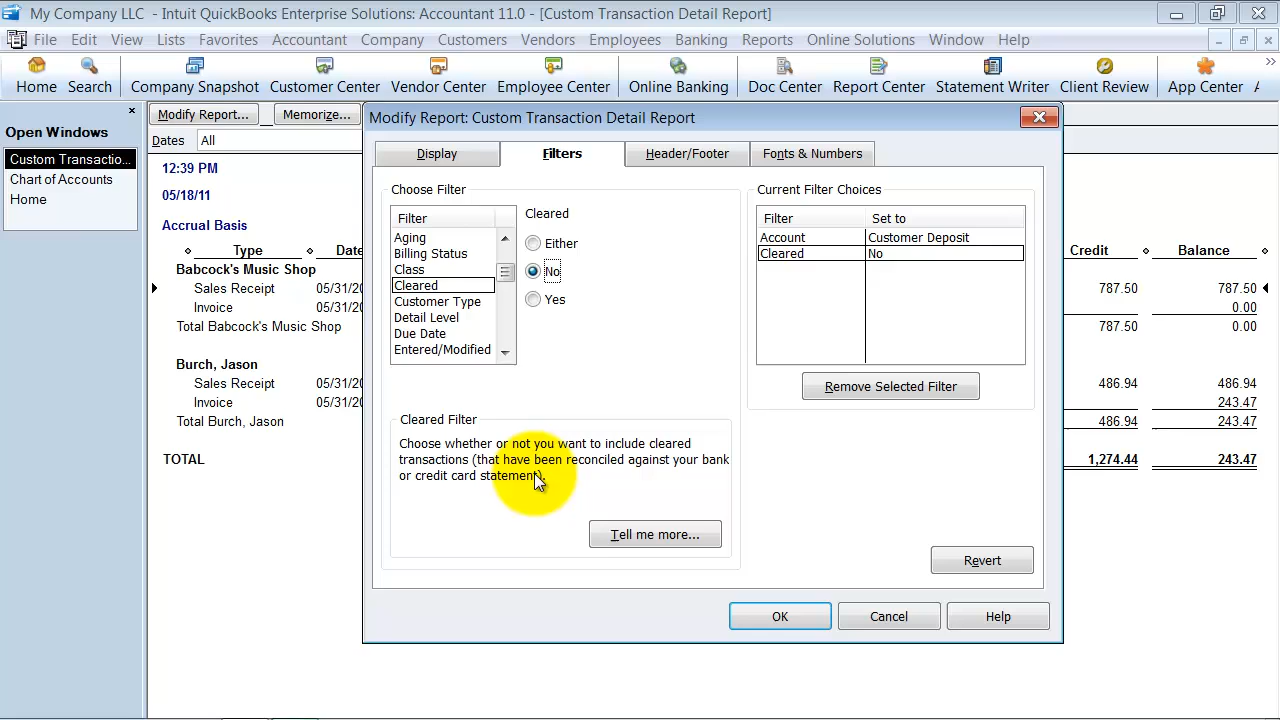 My Company LLC - Intuit QuickBooks Enterprise Solutions: Accountant 11.0 - [Custom Transaction Detail Report]
File Edit View Lists Favorites Accountant Company Customers Vendors Employees Banking Reports Online Solutions Window Help
Home Search Company Snapshot Customer Center Vendor Center Employee Center Online Banking Doc Center Report Center Statement Writer Client Review App Center
Open Windows
Custom Transactio...
Chart of Accounts
Home
Modify Report... Memorize...
Dates All
12:39 PM
05/18/11
Accrual Basis
Type Date Credit Balance
Babcock's Music Shop
Sales Receipt 05/31/20 787.50 787.50
Invoice 05/31/20 0.00
Total Babcock's Music Shop 787.50 0.00
Burch, Jason
Sales Receipt 05/31/20 486.94 486.94
Invoice 05/31/20 243.47
Total Burch, Jason 486.94 243.47
TOTAL 1,274.44 243.47
Modify Report: Custom Transaction Detail Report
Display Filters Header/Footer Fonts & Numbers
Choose Filter
Filter
Aging
Billing Status
Class
Cleared
Customer Type
Detail Level
Due Date
Entered/Modified
Cleared
Either
No
Yes
Cleared Filter
Choose whether or not you want to include cleared
transactions (that have been reconciled against your bank
or credit card statement).
Tell me more...
Current Filter Choices
Filter Set to
Account Customer Deposit
Cleared No
Remove Selected Filter
Revert
OK Cancel Help